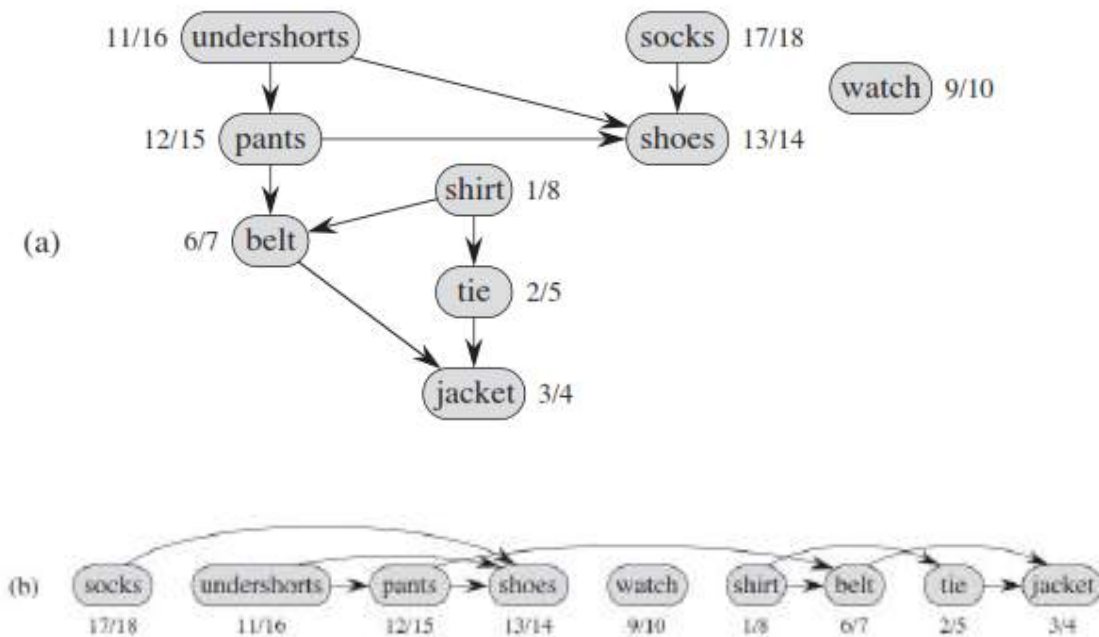 11/16 undershorts socks 17/18
watch 9/10
12/15 pants shoes 13/14
shirt 1/8
(a) 6/7 belt
tie 2/5
jacket 3/4
(b) socks undershorts pants shoes watch shirt belt tie jacket
17/18 11/16 12/15 13/14 9/10 1/8 6/7 2/5 3/4